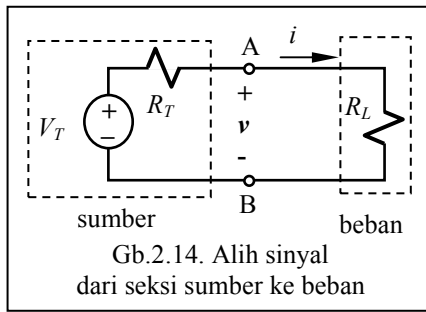 A
i
R_T
+
R_L
+
V_T
v
−
-
B
sumber
beban
Gb.2.14. Alih sinyal
dari seksi sumber ke beban